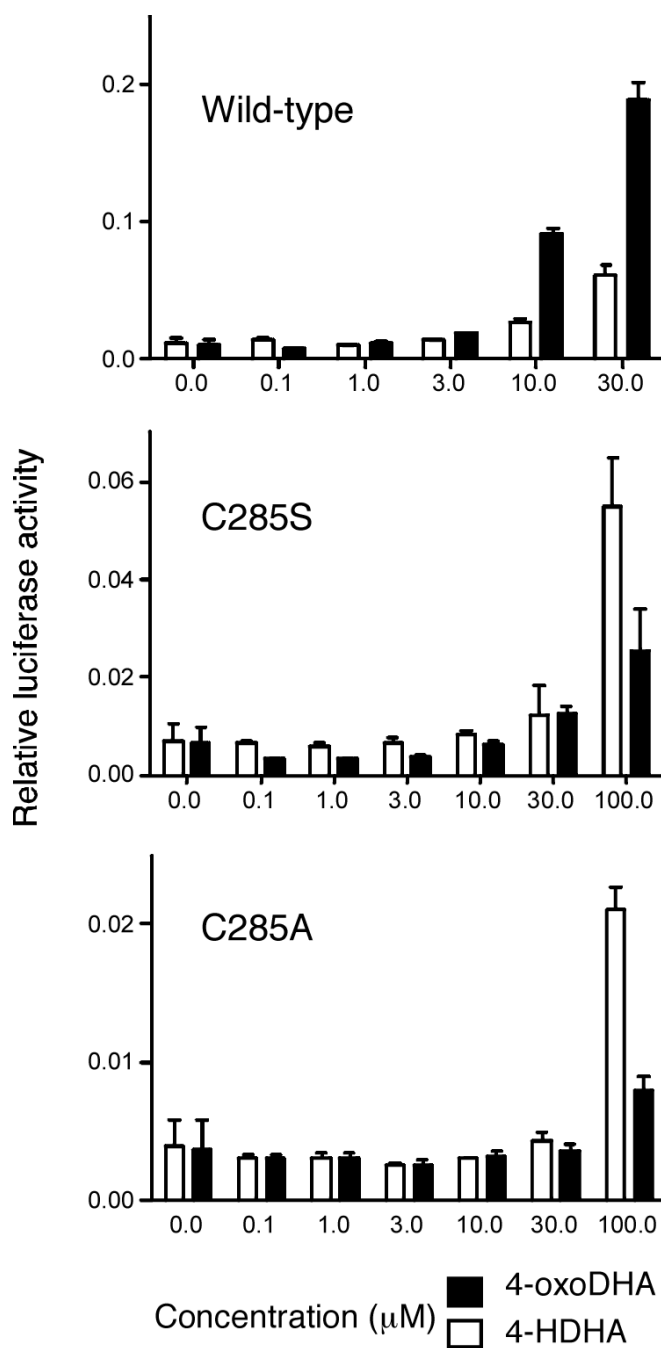 Relative luciferase activity
Wild-type
0.2
0.1
0.0
0.0 0.1 1.0 3.0 10.0 30.0
C285S
0.06
0.04
0.02
0.00
0.0 0.1 1.0 3.0 10.0 30.0 100.0
C285A
0.02
0.01
0.00
0.0 0.1 1.0 3.0 10.0 30.0 100.0
Concentration (μM)
4-oxoDHA
4-HDHA